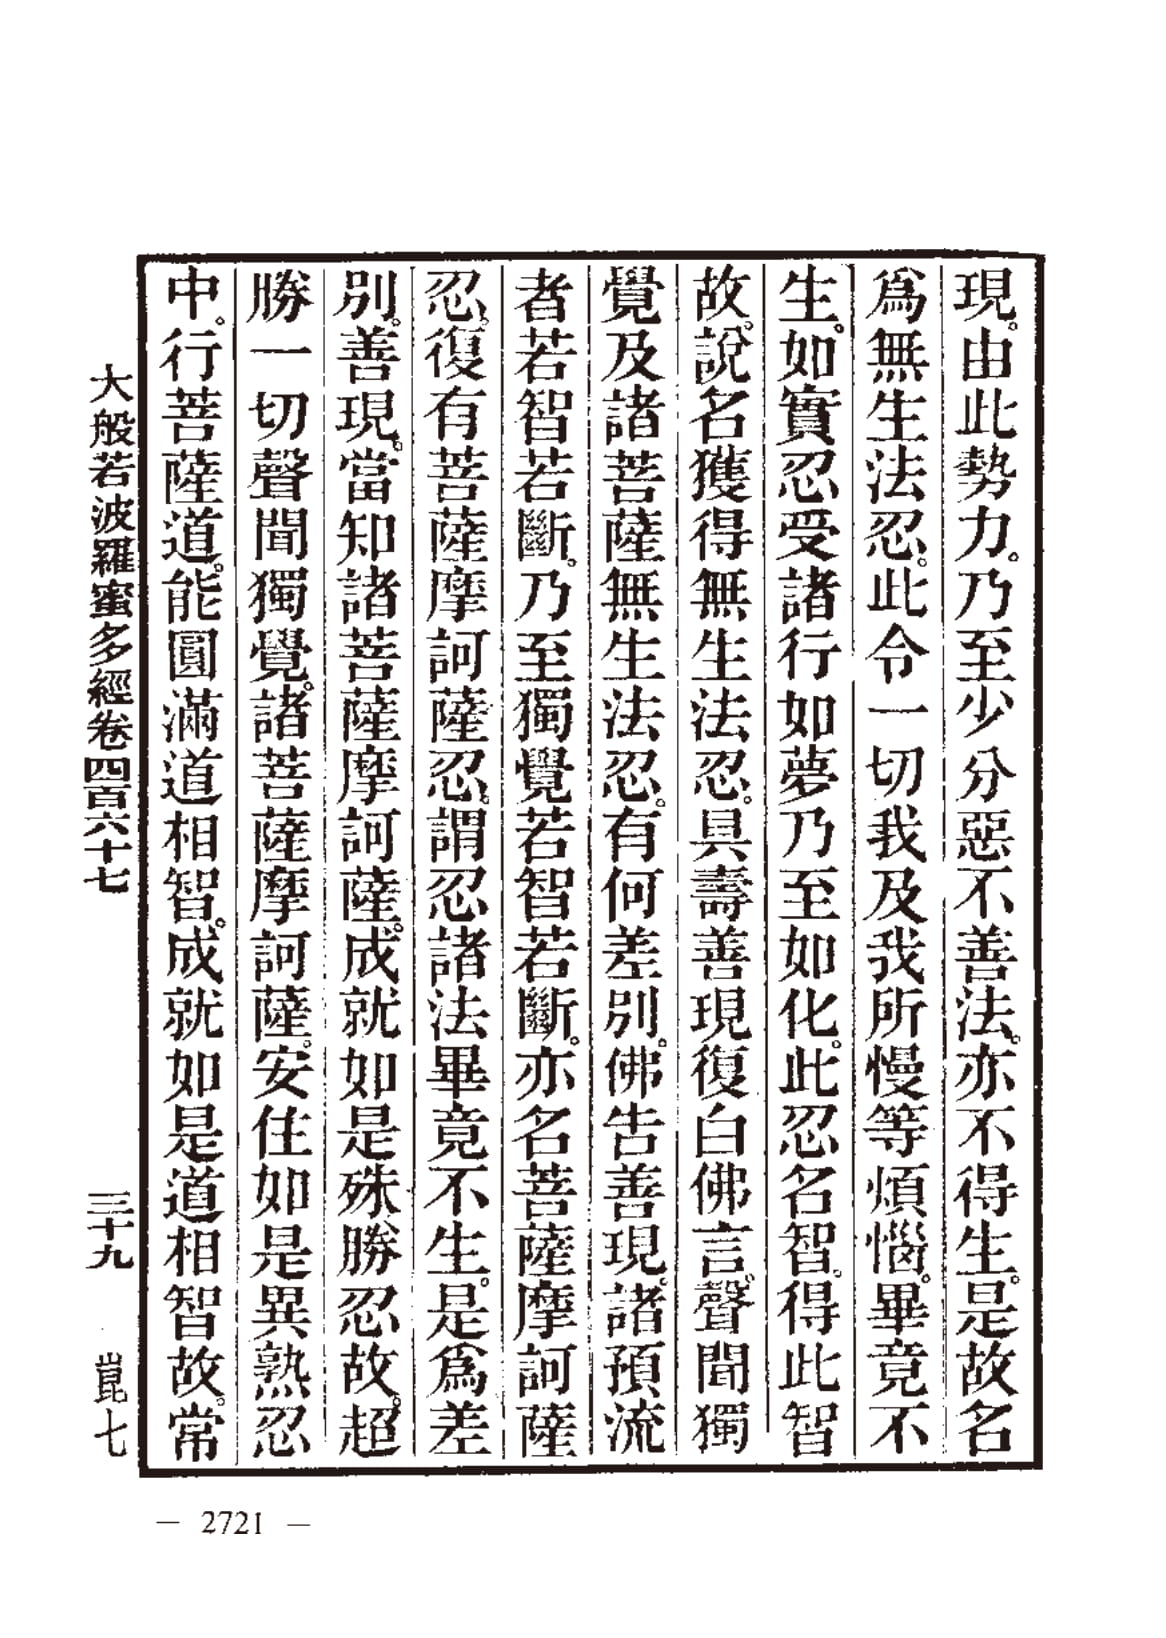 現。由此勢力。乃至少分惡不善法。亦不得生。是故名
爲無生法忍。此令一切我及我所慢等煩惱。畢竟不
生。如實忍受諸行如夢乃至如化。此忍名智。得此智
故。說名獲得無生法忍。具壽善現復白佛言。聲聞獨
覺及諸菩薩無生法忍。有何差別。佛告善現。諸預流
者若智若斷。乃至獨覺若智若斷。亦名菩薩摩訶薩
忍。復有菩薩摩訶薩忍。謂忍諸法畢竟不生。是爲差
別。善現。當知諸菩薩摩訶薩。成就如是殊勝忍故。超
勝一切聲聞獨覺。諸菩薩摩訶薩。安住如是異熟忍
中。行菩薩道。能圓滿道相智。成就如是道相智故。常
大般若波羅蜜多經卷四百六十七 三十九 崑七
— 2721 —